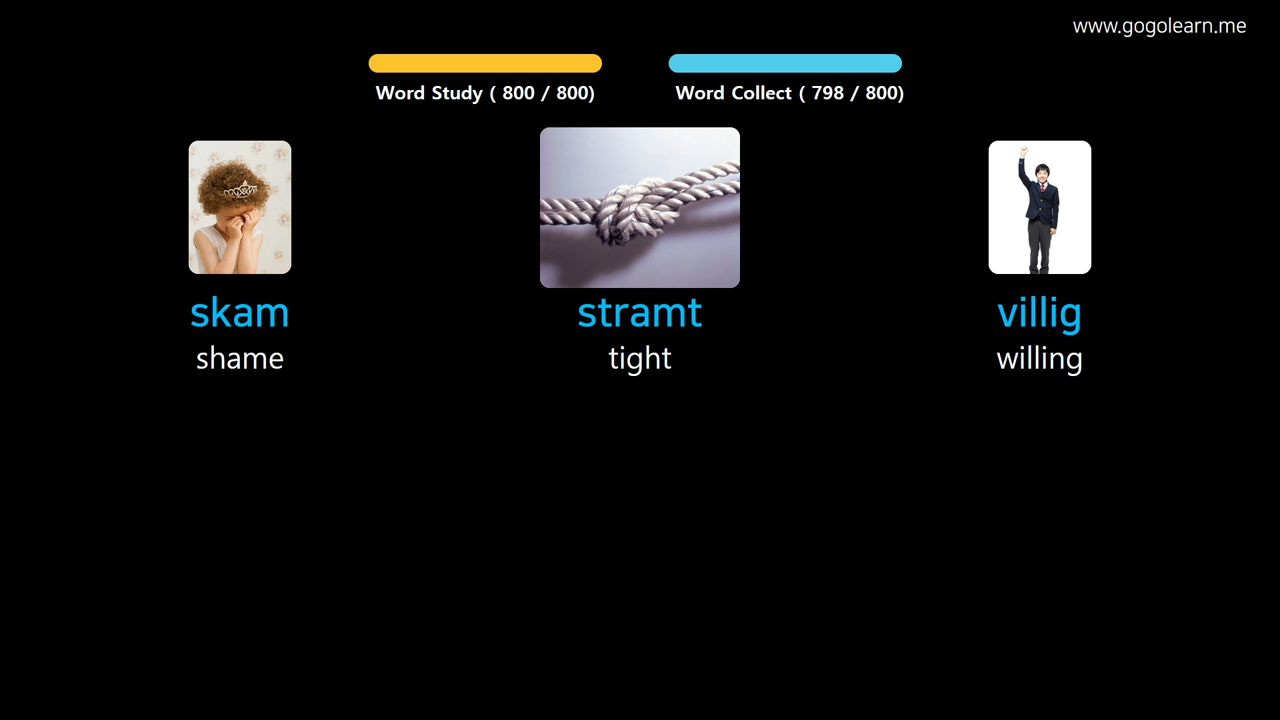 www.gogolearn.me
Word Study ( 800 / 800)
Word Collect ( 798 / 800)
skam
shame
stramt
tight
villig
willing